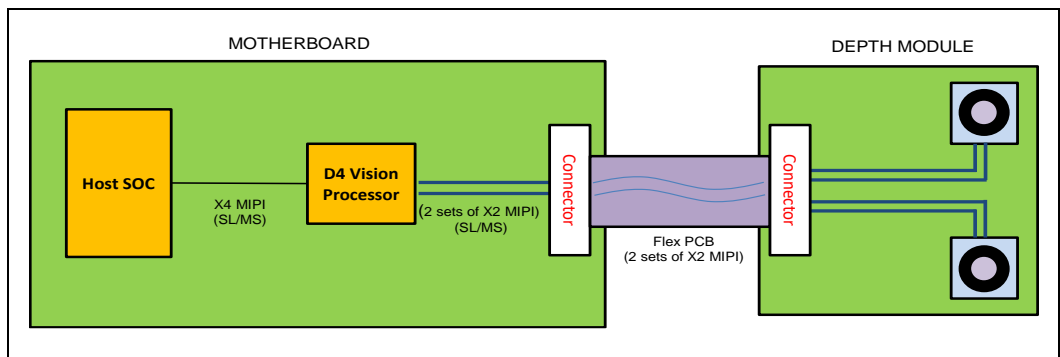 MOTHERBOARD
DEPTH MODULE
Host SOC
X4 MIPI
(SL/MS)
D4 Vision
Processor
(2 sets of X2 MIPI)
(SL/MS)
Connector
Flex PCB
(2 sets of X2 MIPI)
Connector